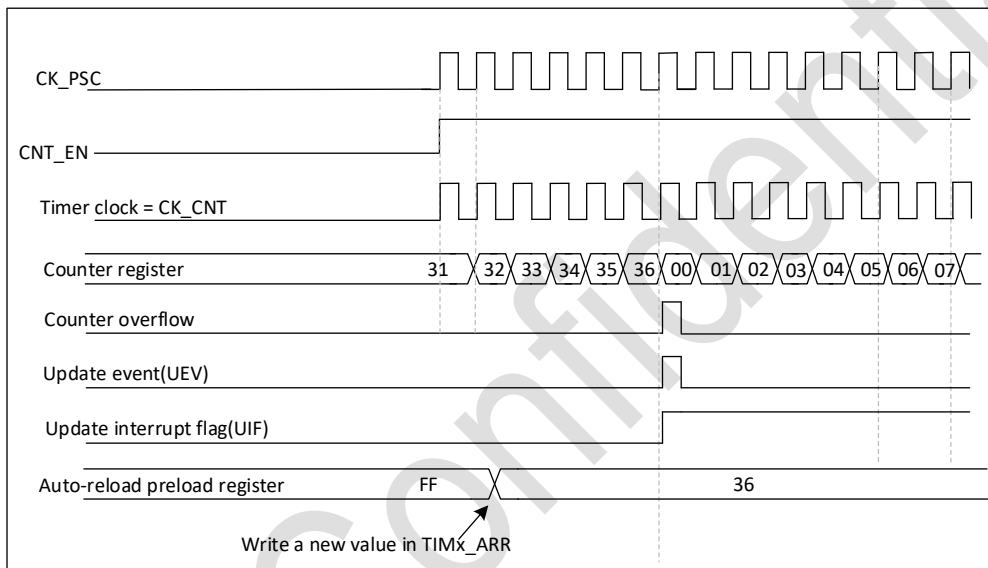 CK_PSC
CNT_EN
Timer clock = CK_CNT
Counter register 31 32 33 34 35 36 00 01 02 03 04 05 06 07
Counter overflow
Update event(UEV)
Update interrupt flag(UIF)
Auto-reload preload register FF 36
Write a new value in TIMx_ARR
Confidenti